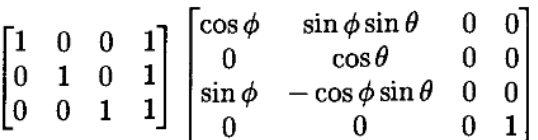 [1 0 0 1] [cos ϕ sin ϕ sin θ 0 0]
[0 1 0 1] [0 cos θ 0 0]
[0 0 1 1] [sin ϕ − cos ϕ sin θ 0 0]
[0 0 0 1]